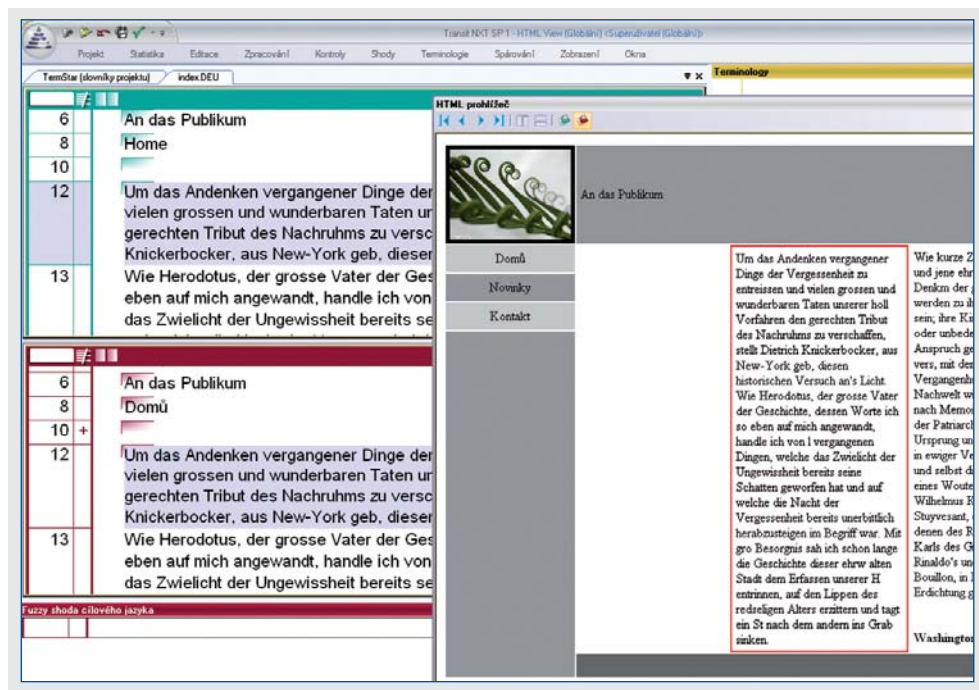 Transit NXT SP 1 - HTML View (Globální) <Superuživatel (Globální)>
Projekt Statistika Editace Zpracování Kontroly Shody Terminologie Spárování Zobrazení Okna
TermStar (slovníky projektu) index.DEU
Terminology
6 An das Publikum
8 Home
10
12 Um das Andenken vergangener Dinge der
vielen grossen und wunderbaren Taten ur
gerechten Tribut des Nachruhms zu versc
Knickerbocker, aus New-York geb, dieser
13 Wie Herodotus, der grosse Vater der Ges
eben auf mich angewandt, handle ich von
das Zwielicht der Ungewissheit bereits se
6 An das Publikum
8 Domů
10 +
12 Um das Andenken vergangener Dinge der
vielen grossen und wunderbaren Taten ur
gerechten Tribut des Nachruhms zu versc
Knickerbocker, aus New-York geb, dieser
13 Wie Herodotus, der grosse Vater der Ges
eben auf mich angewandt, handle ich von
das Zwielicht der Ungewissheit bereits se
Fuzzy shoda cílového jazyka
HTML prohlížeč
An das Publikum
Domů
Novinky
Kontakt
Um das Andenken vergangener
Dinge der Vergessenheit zu
entreissen und vielen grossen und
wunderbaren Taten unserer holl
Vorfahren den gerechten Tribut
des Nachruhms zu verschaffen,
stellt Dietrich Knickerbocker, aus
New-York geb, diesen
historischen Versuch an's Licht.
Wie Herodotus, der grosse Vater
der Geschichte, dessen Worte ich
so eben auf mich angewandt,
handle ich von l vergangenen
Dingen, welche das Zwielicht der
Ungewissheit bereits seine
Schatten geworfen hat und auf
welche die Nacht der
Vergessenheit bereits unerbittlich
herabzusteigen im Begriff war. Mit
gro Besorgnis sah ich schon lange
die Geschichte dieser ehrw alten
Stadt dem Erfassen unserer H
entrinnen, auf den Lippen des
redseligen Alters erzittern und tagt
ein St nach dem andern ins Grab
sinken.
Wie kurze Z
und jene ehr
Denkm der g
werden zu ih
sein; ihre Kin
oder unbede
Anspruch ge
vers, mit der
Vergangenh
Nachwelt w
nach Memor
der Patriarch
Ursprung un
in ewiger Ve
und selbst di
eines Woute
Wilhelmus K
Stuyvesant,
denen des R
Karls des G
Rinaldo's un
Bouillon, in
Erdichtung g
Washington